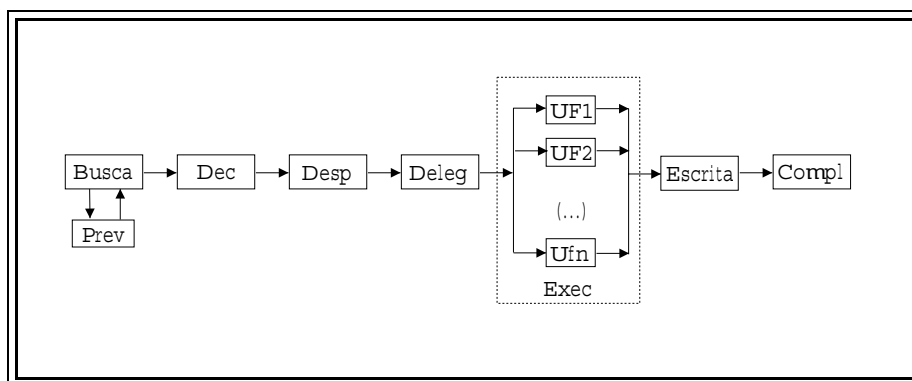 UF1
UF2
Busca
Dec
Desp
Deleg
Escrita
Compl
(...)
Prev
Ufn
Exec